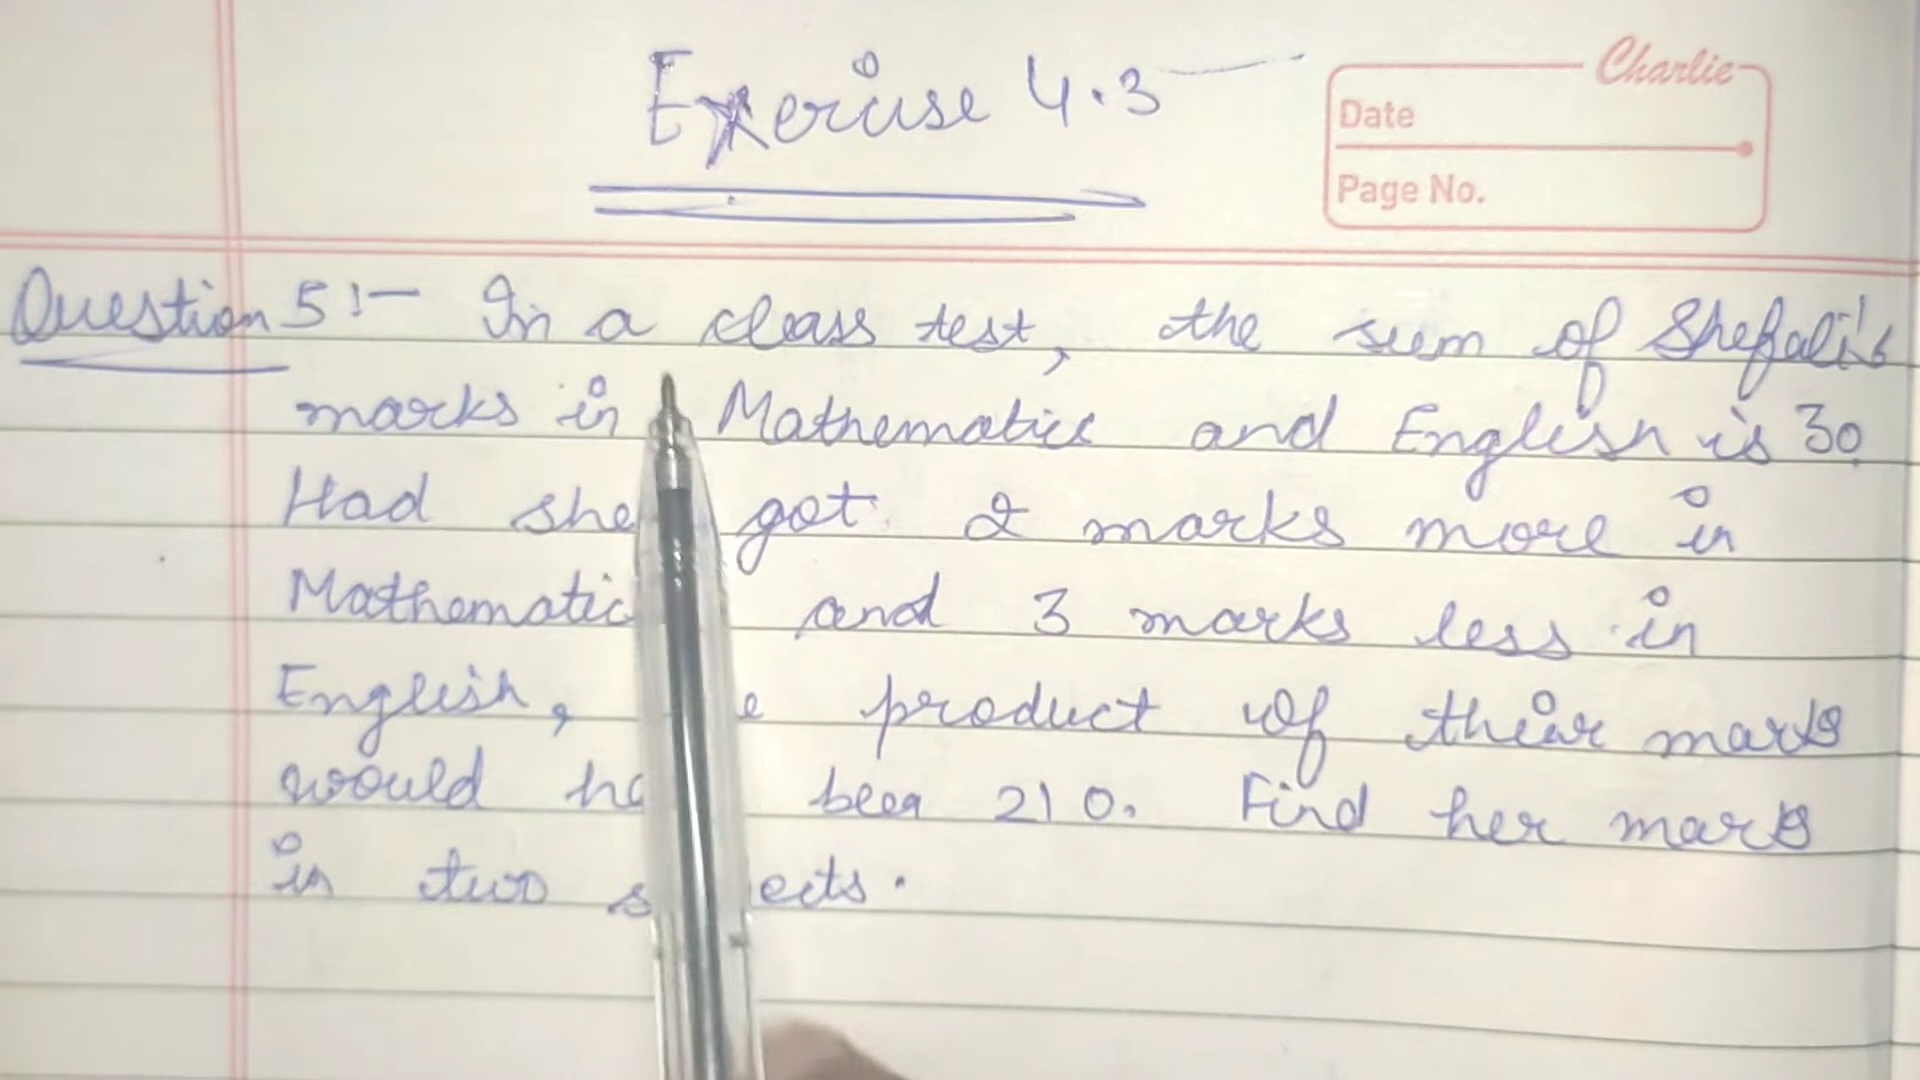 Exercise 4.3
Charlie
Date
Page No.
Question 5:- In a class test, the sum of Shefali's
marks in Mathematics and English is 30.
Had she got 2 marks more in
Mathematic and 3 marks less in
English, product of their marks
would been 210. Find her marks
in two